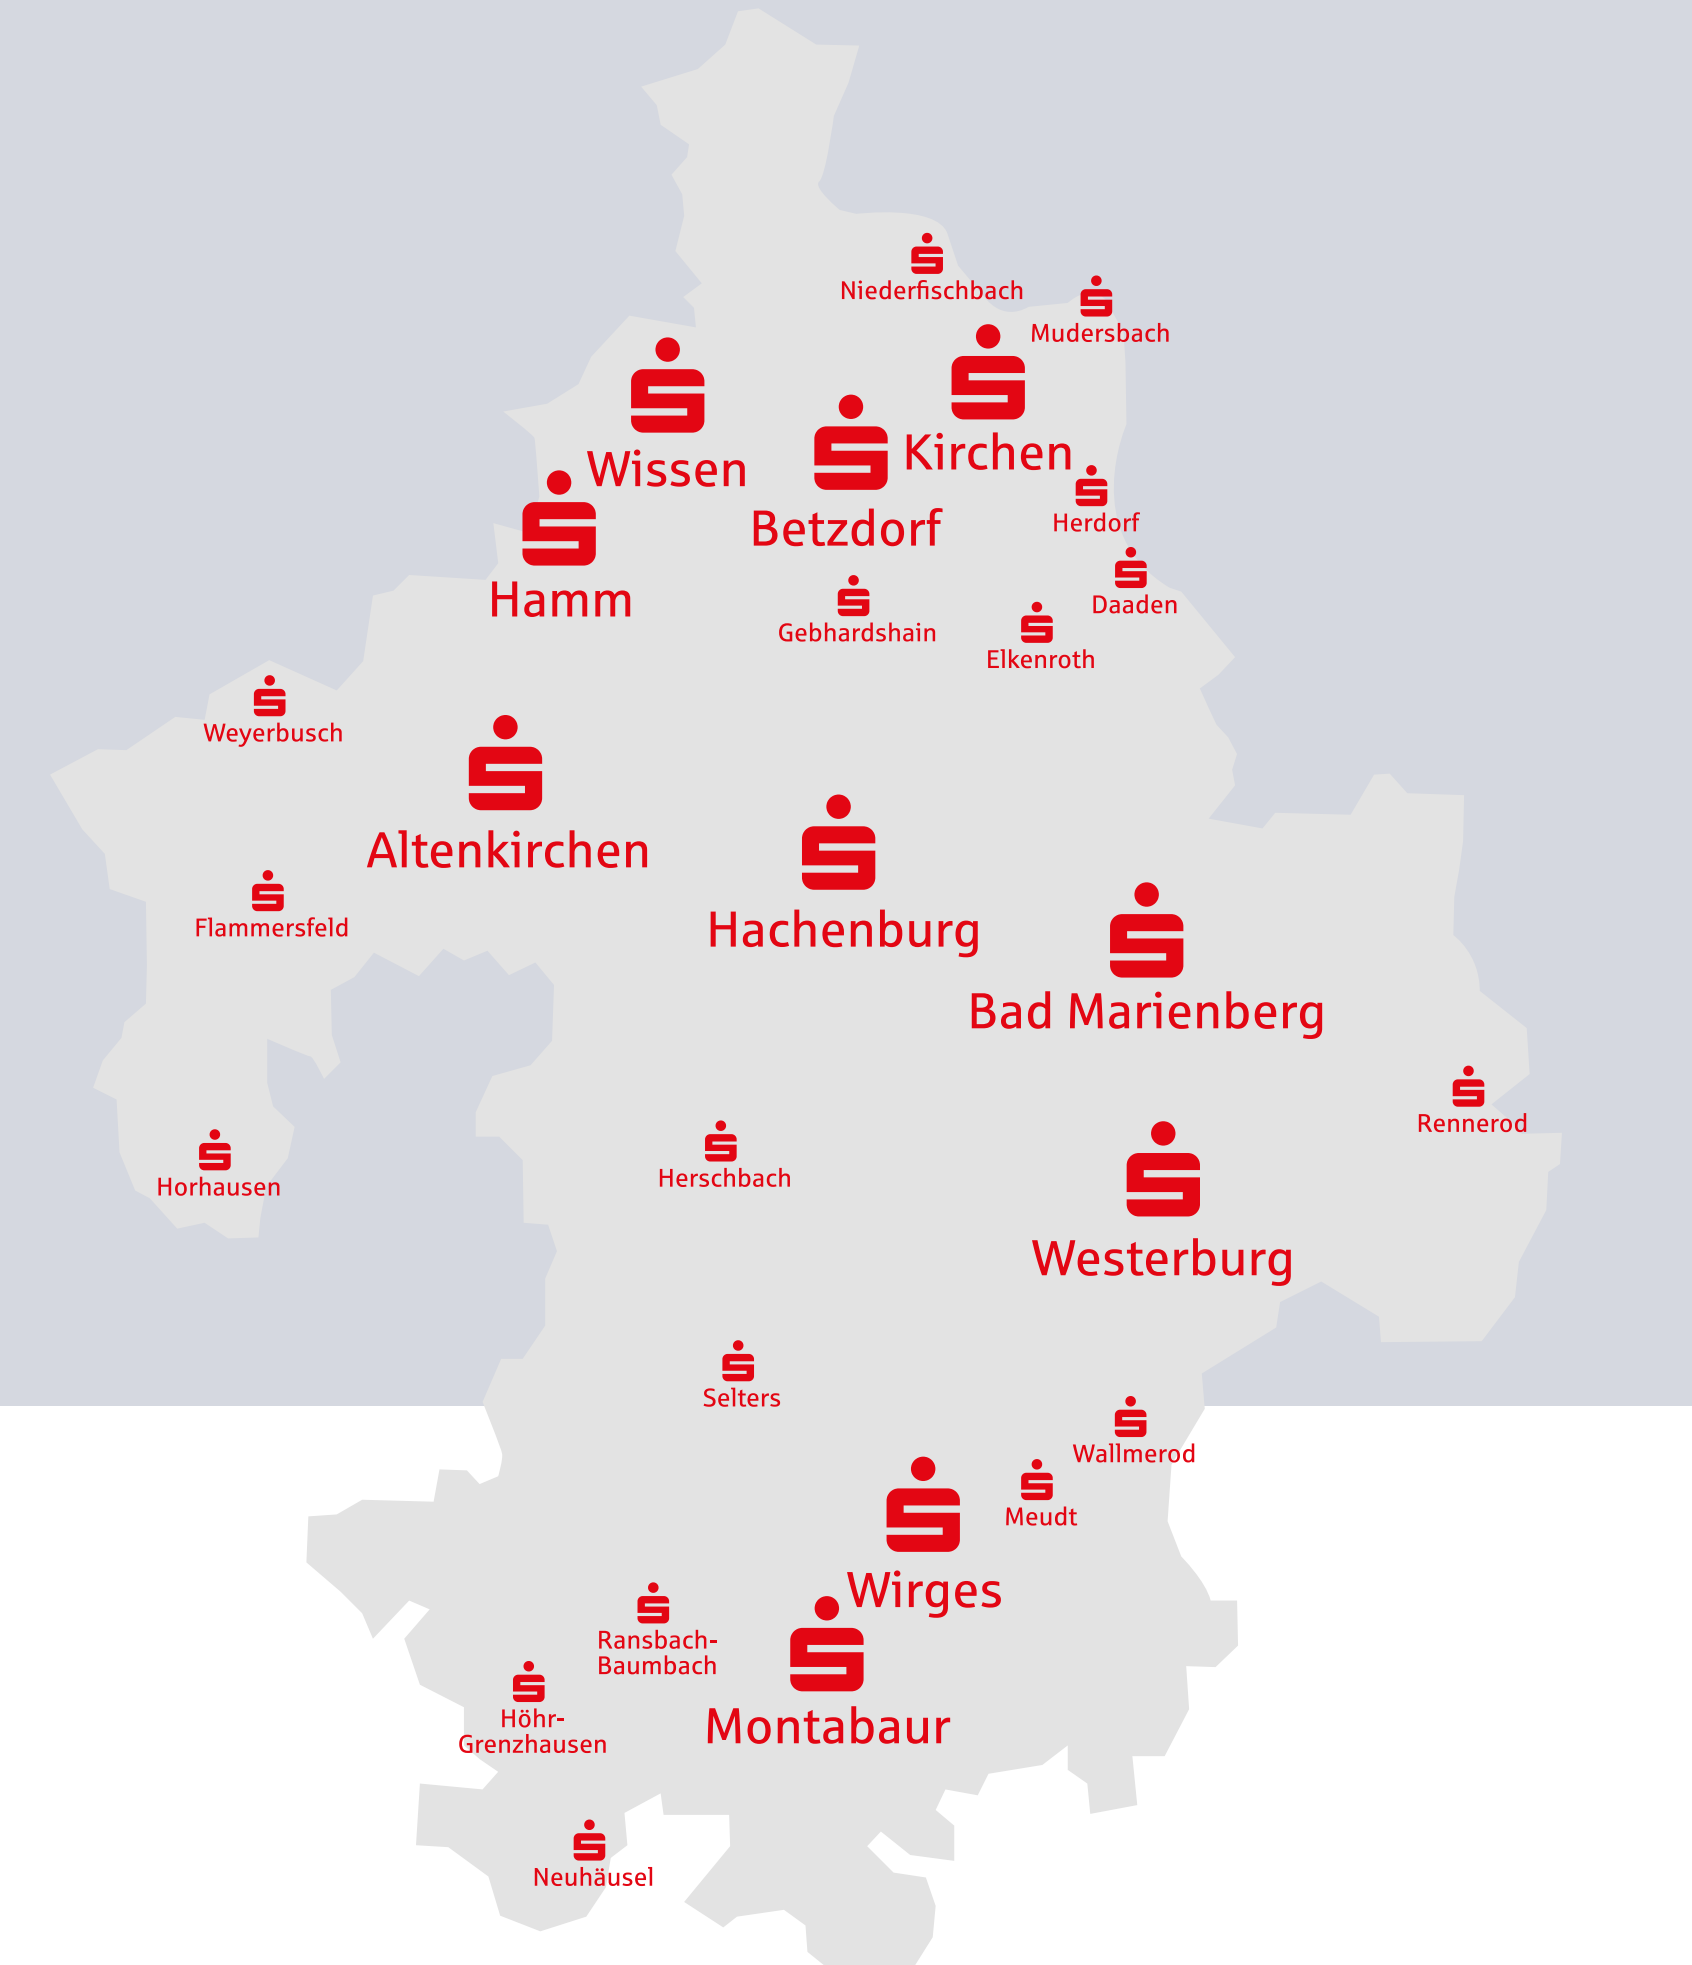 Niederfischbach
Mudersbach
Kirchen
Wissen
Betzdorf
Herdorf
Hamm
Daaden
Gebhardshain
Elkenroth
Weyerbusch
Altenkirchen
Hachenburg
Flammersfeld
Bad Marienberg
Rennerod
Herschbach
Horhausen
Westerburg
Selters
Wallmerod
Meudt
Wirges
Ransbach-
Baumbach
Höhr-
Grenzhausen
Montabaur
Neuhäusel